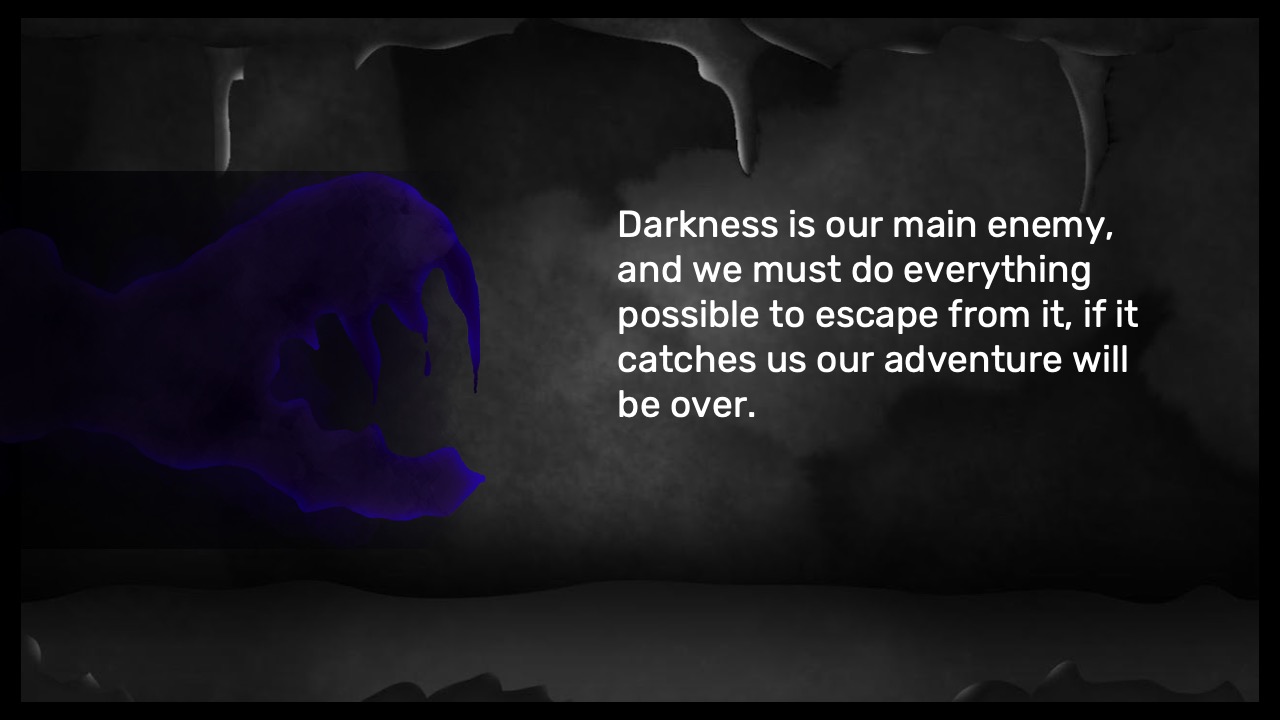 Darkness is our main enemy,
and we must do everything
possible to escape from it, if it
catches us our adventure will
be over.